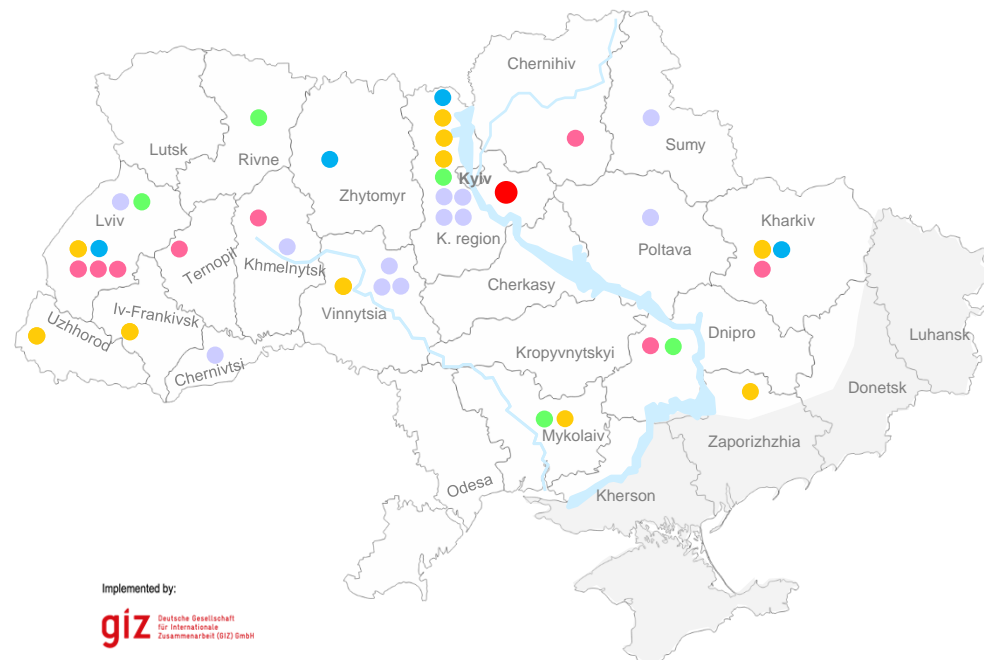 Chernihiv
Sumy
Lutsk
Rivne
Zhytomyr
Kyiv
K. region
Lviv
Kharkiv
Poltava
Ternopil
Khmelnytsk
Cherkasy
Vinnytsia
Iv-Frankivsk
Uzhhorod
Chernivtsi
Kropyvnytskyi
Dnipro
Luhansk
Donetsk
Mykolaiv
Zaporizhzhia
Odesa
Kherson
Implemented by:
giz
Deutsche Gesellschaft
für Internationale
Zusammenarbeit (GIZ) GmbH